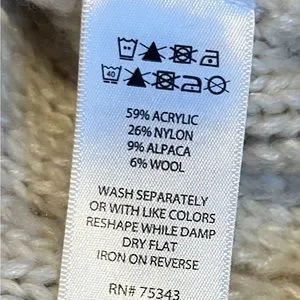 40
59% ACRYLIC
26% NYLON
9% ALPACA
6% WOOL
WASH SEPARATELY
OR WITH LIKE COLORS
RESHAPE WHILE DAMP
DRY FLAT
IRON ON REVERSE
RN# 75343